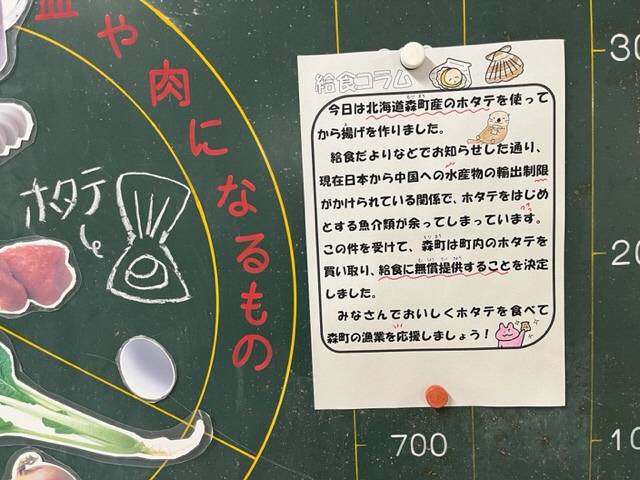 血や肉になるもの
ホタテ
給食コラム
今日は北海道森町産のホタテを使って
から揚げを作りました。
給食だよりなどでお知らせした通り、
現在日本から中国への水産物の輸出制限
がかけられている関係で、ホタテをはじめ
とする魚介類が余ってしまっています。
この件を受けて、森町は町内のホタテを
買い取り、給食に無償提供することを決定
しました。
みなさんでおいしくホタテを食べて
森町の漁業を応援しましょう！
30
20
10
700